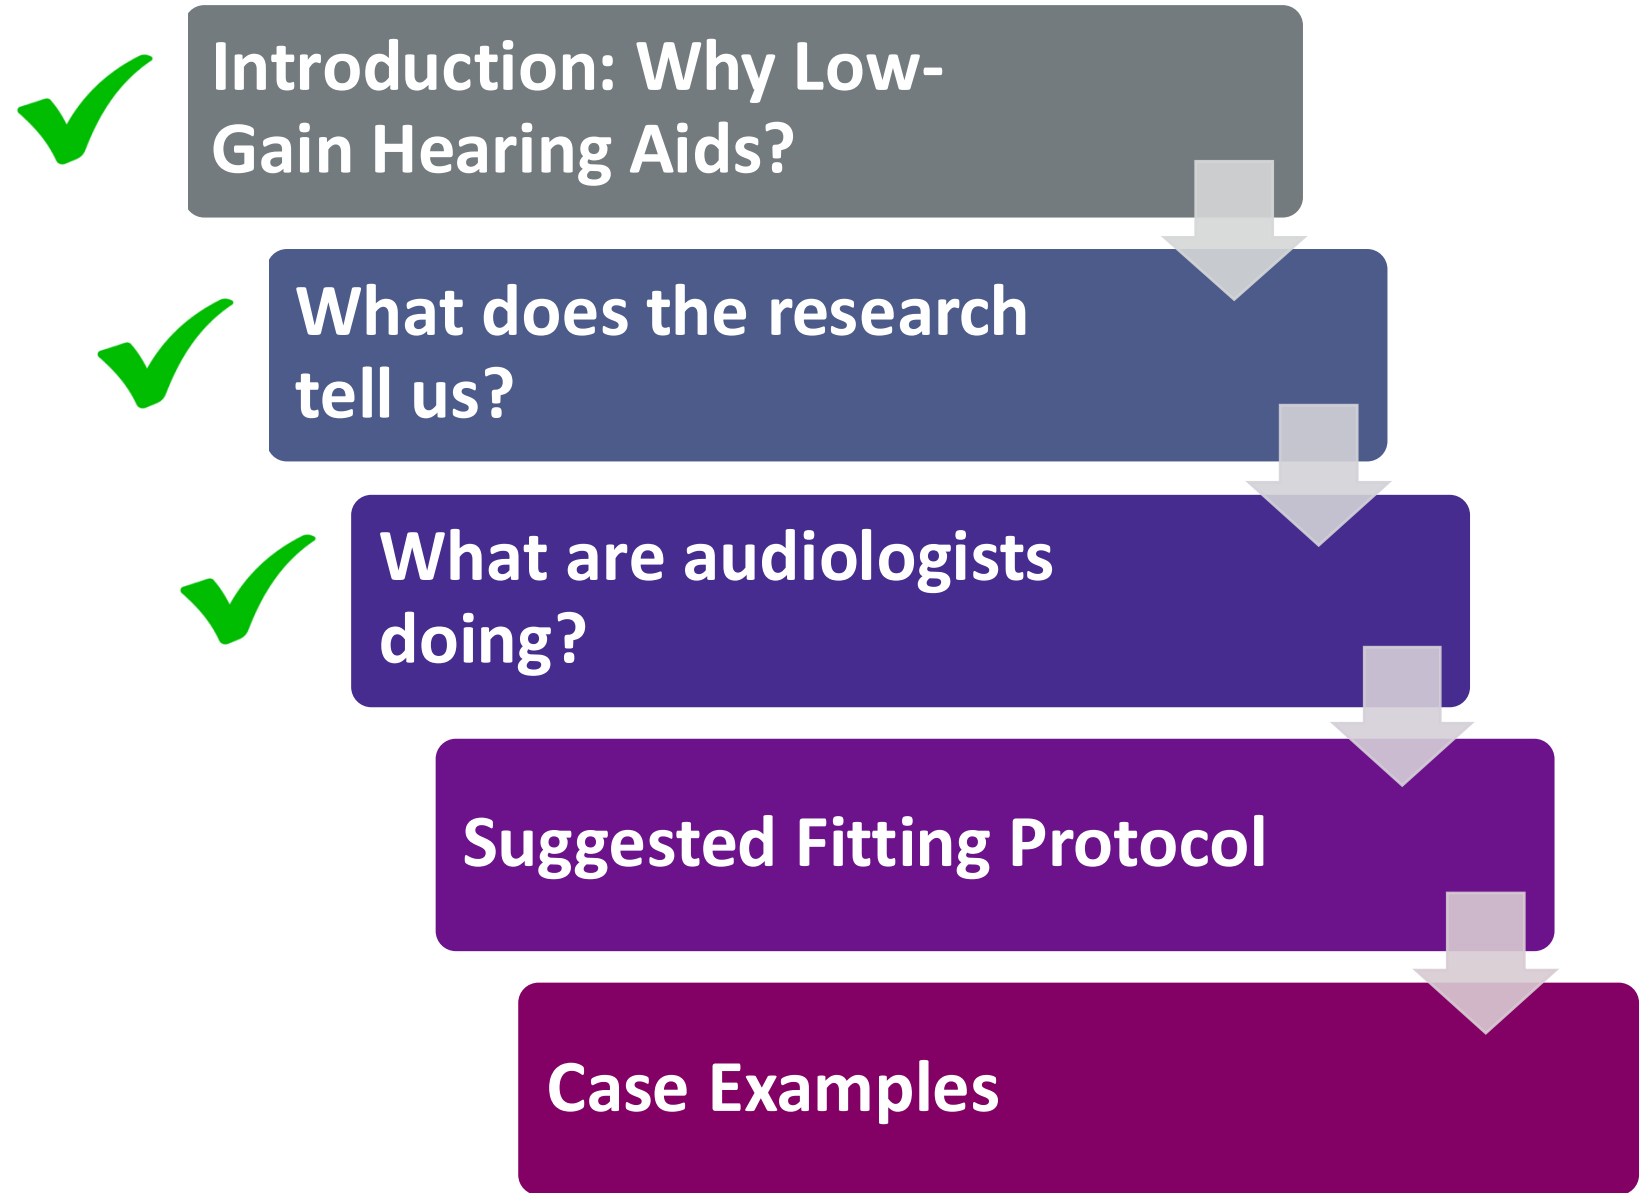 Introduction: Why Low-
Gain Hearing Aids?
What does the research
tell us?
What are audiologists
doing?
Suggested Fitting Protocol
Case Examples